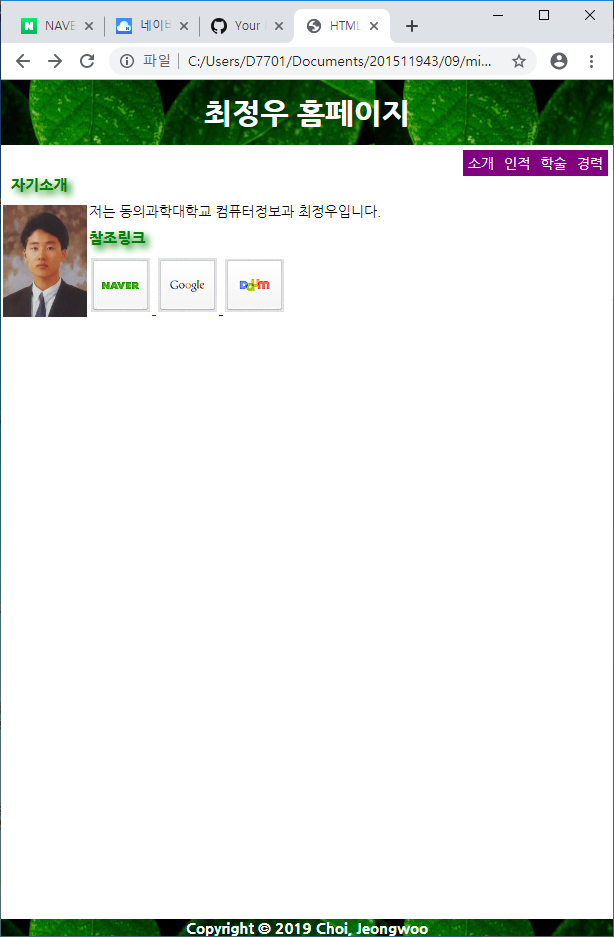 NAVE
네이버
Your
HTML
파일 C:/Users/D7701/Documents/201511943/09/mi...
최정우 홈페이지
소개 인적 학술 경력
자기소개
저는 동의과학대학교 컴퓨터정보과 최정우입니다.
참조링크
NAVER Google Daum
Copyright © 2019 Choi, Jeongwoo